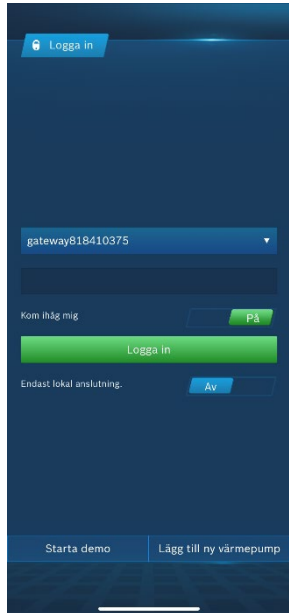 Logga in
gateway818410375
Kom ihåg mig
På
Logga in
Endast lokal anslutning.
Av
Starta demo
Lägg till ny värmepump